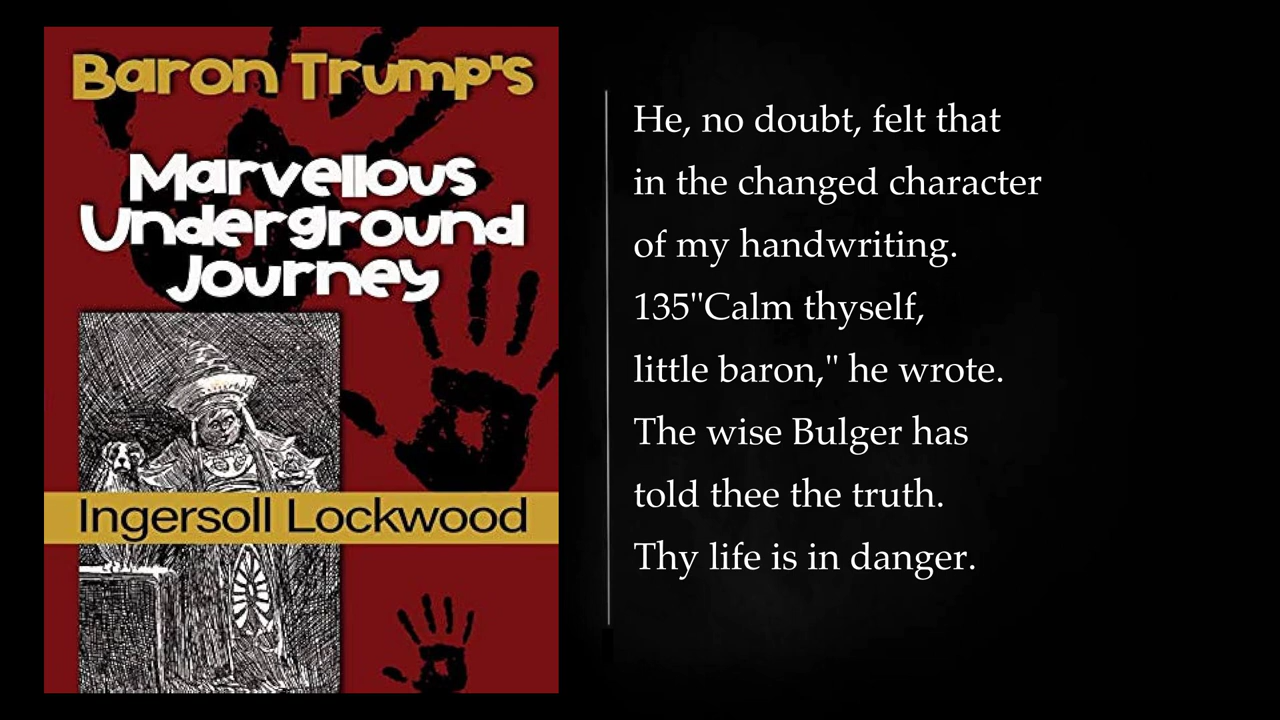 Baron Trump's
Marvellous
Underground
Journey
Ingersoll Lockwood
He, no doubt, felt that
in the changed character
of my handwriting.
135"Calm thyself,
little baron," he wrote.
The wise Bulger has
told thee the truth.
Thy life is in danger.